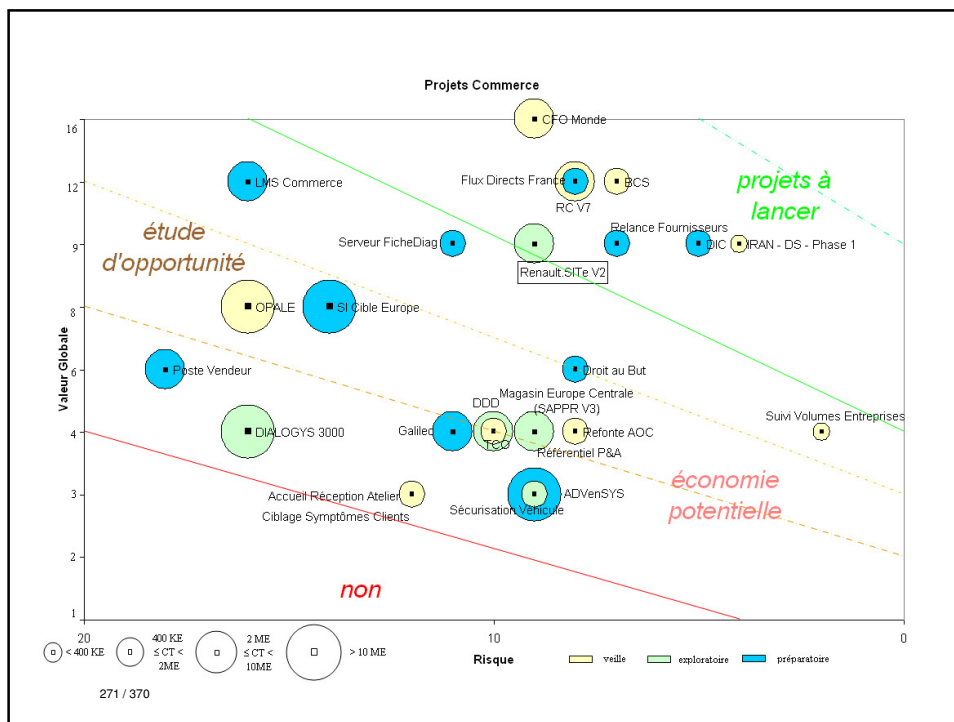 Projets Commerce
16
CFO Monde
12
LMS Commerce
Flux Directs France
BCS
projets à
lancer
RC V7
Relance Fournisseurs
9
Serveur FicheDiag
DIC
IRAN - DS - Phase 1
étude
d'opportunité
Renault.SITe V2
8
OPALE
SI Cible Europe
Valeur Globale
6
Poste Vendeur
Droit au But
Magasin Europe Centrale
(SAPPR V3)
DDD
Suivi Volumes Entreprises
4
DIALOGYS 3000
Galileo
TCO
Refonte AOC
Référentiel P&A
économie
potentielle
3
Accueil Réception Atelier
ADVenSYS
Ciblage Symptômes Clients
Sécurisation Véhicule
2
non
1
20
10
0
< 400 KE
400 KE
≤ CT <
2ME
2 ME
≤ CT <
10ME
> 10 ME
Risque
veille
exploratoire
préparatoire
271 / 370